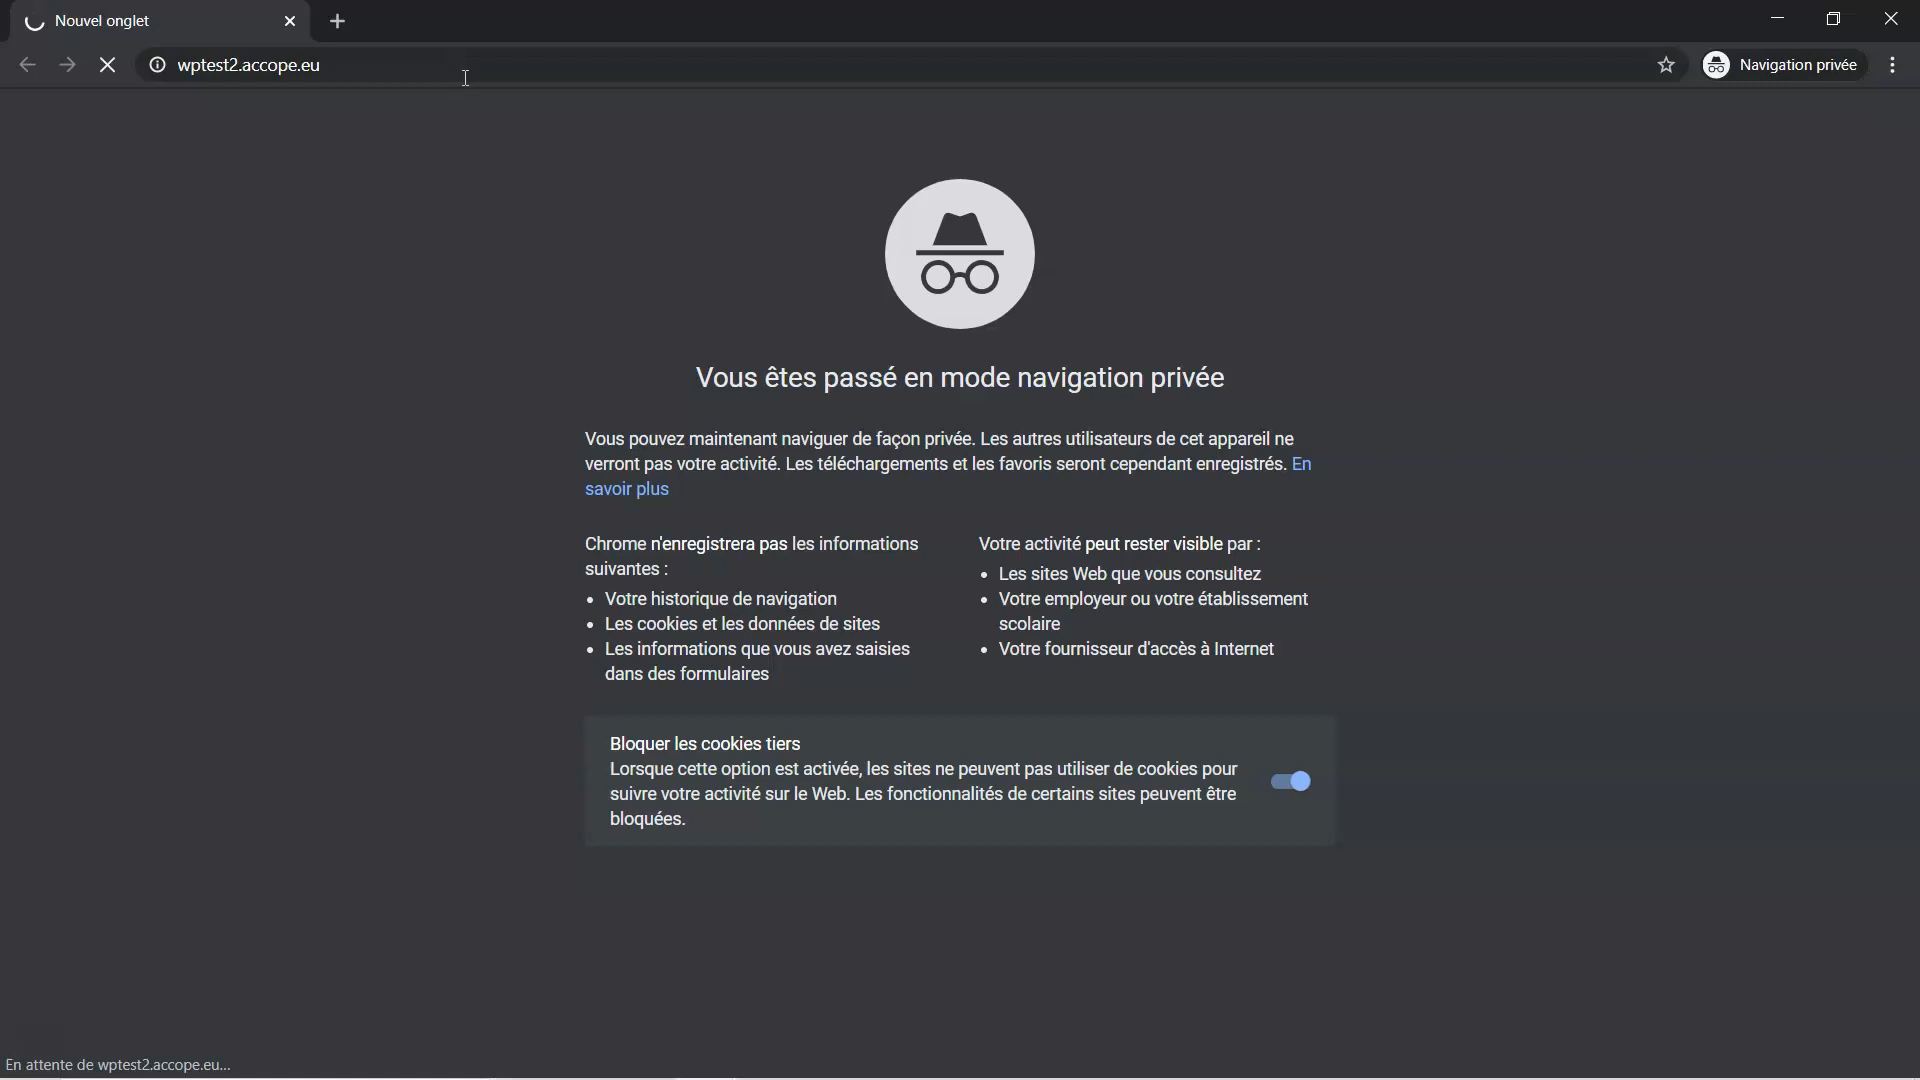 Nouvel onglet
wptest2.accope.eu
Navigation privée
Vous êtes passé en mode navigation privée
Vous pouvez maintenant naviguer de façon privée. Les autres utilisateurs de cet appareil ne
verront pas votre activité. Les téléchargements et les favoris seront cependant enregistrés. En
savoir plus
Chrome n'enregistrera pas les informations
suivantes :
• Votre historique de navigation
• Les cookies et les données de sites
• Les informations que vous avez saisies
dans des formulaires
Votre activité peut rester visible par :
• Les sites Web que vous consultez
• Votre employeur ou votre établissement
scolaire
• Votre fournisseur d'accès à Internet
Bloquer les cookies tiers
Lorsque cette option est activée, les sites ne peuvent pas utiliser de cookies pour
suivre votre activité sur le Web. Les fonctionnalités de certains sites peuvent être
bloquées.
En attente de wptest2.accope.eu...